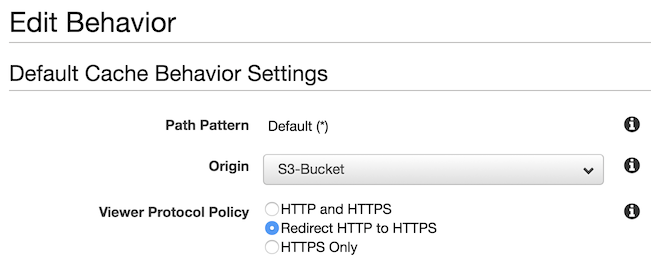 Edit Behavior
Default Cache Behavior Settings
Path Pattern Default (*)
Origin S3-Bucket
Viewer Protocol Policy HTTP and HTTPS
Redirect HTTP to HTTPS
HTTPS Only